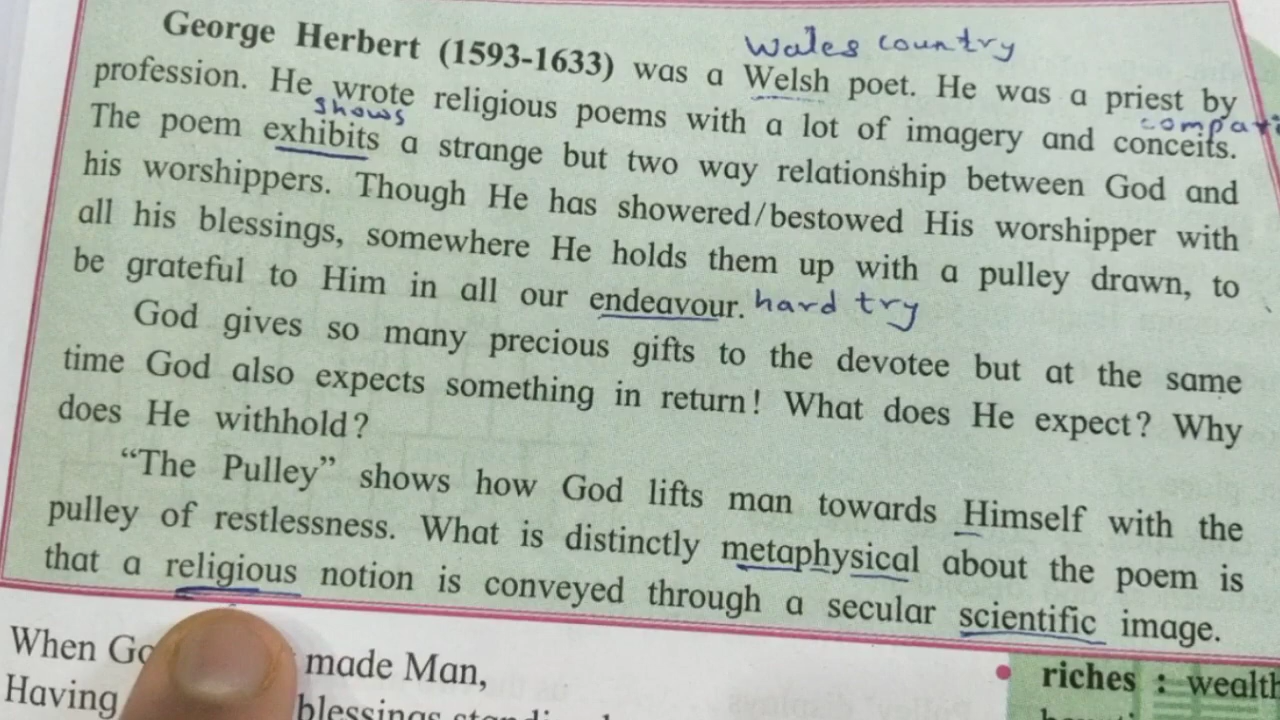 Wales country
George Herbert (1593-1633) was a Welsh poet. He was a priest by
profession. He wrote religious poems with a lot of imagery and conceits.
shows
The poem exhibits a strange but two way relationship between God and
his worshippers. Though He has showered/bestowed His worshipper with
all his blessings, somewhere He holds them up with a pulley drawn, to
be grateful to Him in all our endeavour. hard try
God gives so many precious gifts to the devotee but at the same
time God also expects something in return! What does He expect? Why
does He withhold?
“The Pulley” shows how God lifts man towards Himself with the
pulley of restlessness. What is distinctly metaphysical about the poem is
that a religious notion is conveyed through a secular scientific image.
When made Man,
Having blessings
riches : wealth